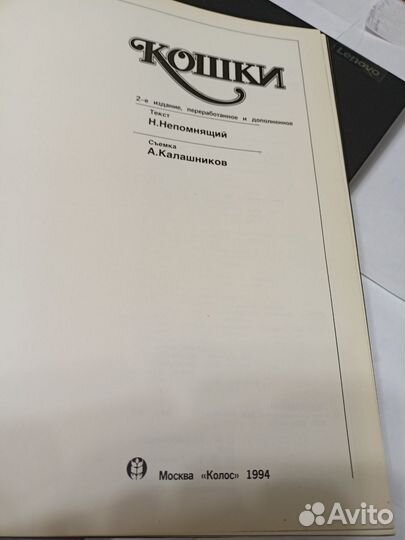 КОШКИ
2-е издание, переработанное и дополненное
Текст
Н.Непомнящий
Съемка
А.Калашников
Москва «Колос» 1994
Lenovo
Avito